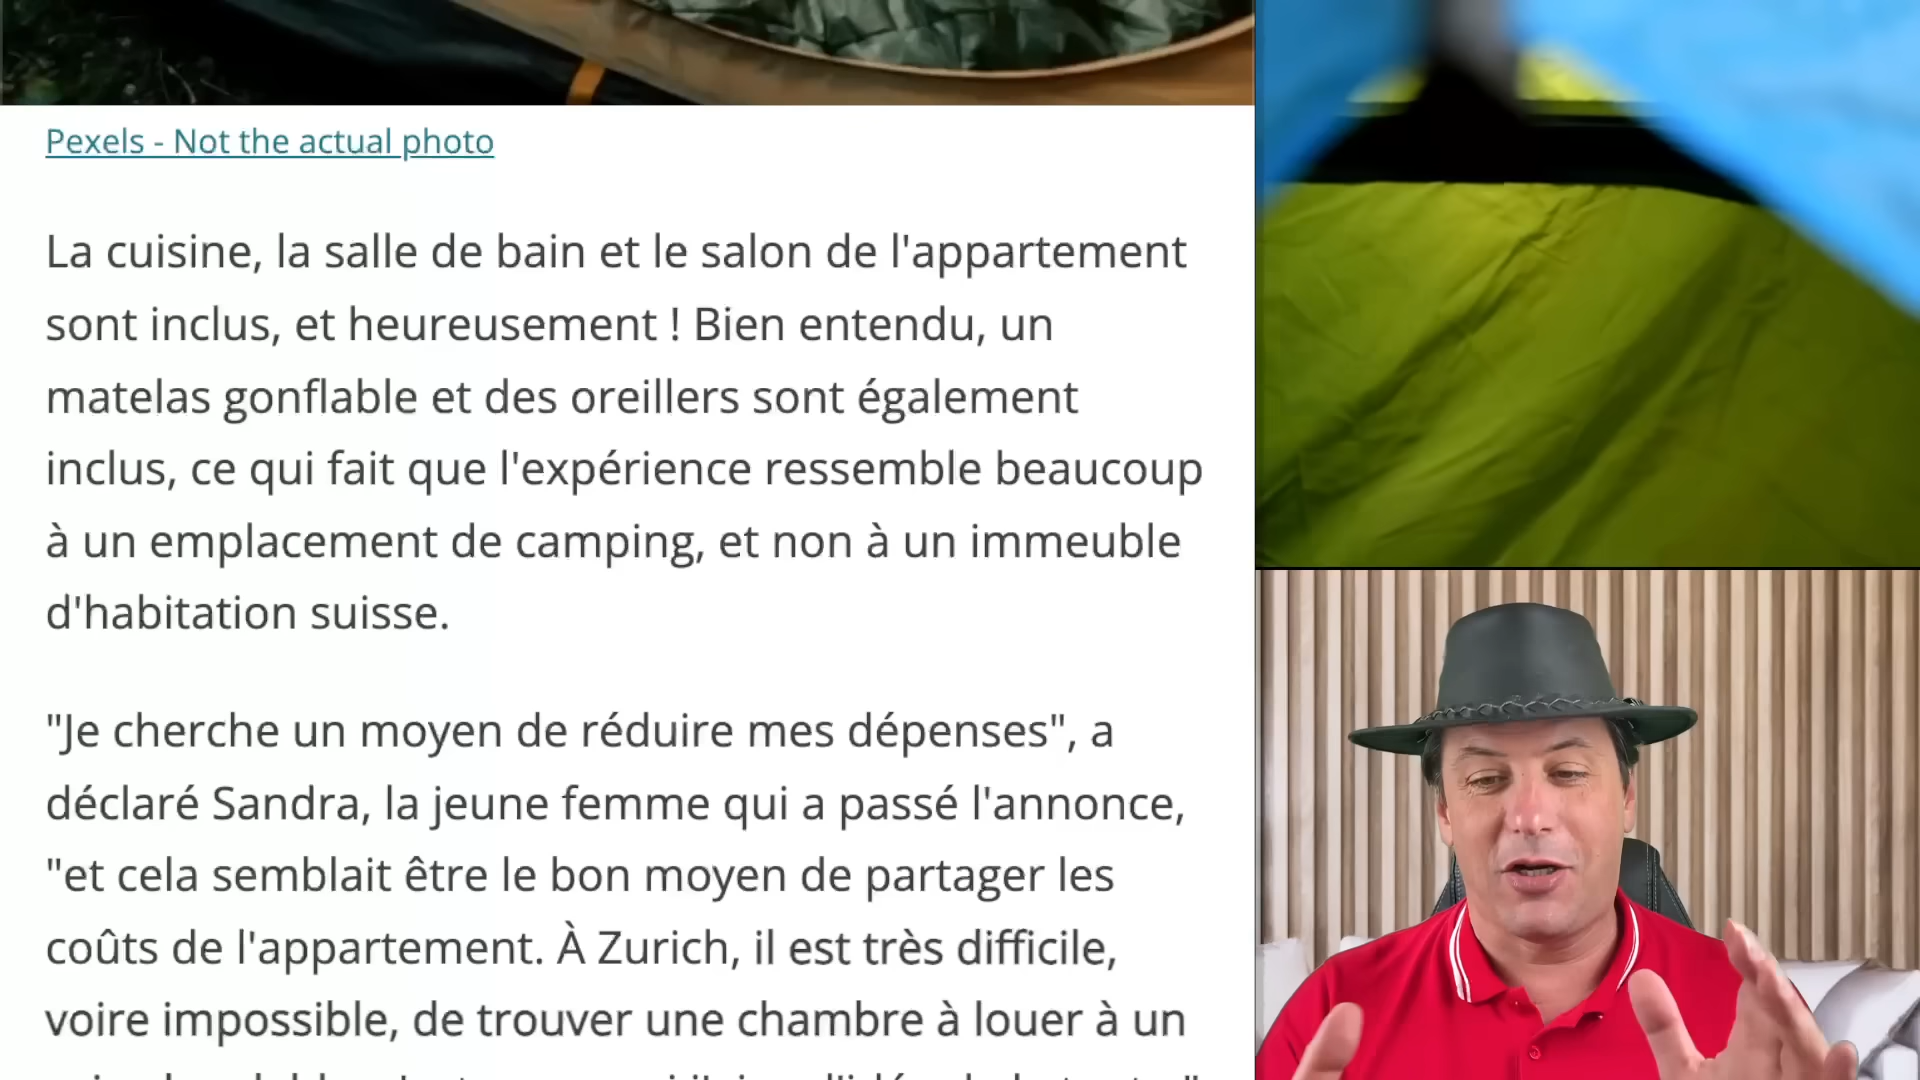 Pexels - Not the actual photo
La cuisine, la salle de bain et le salon de l'appartement
sont inclus, et heureusement ! Bien entendu, un
matelas gonflable et des oreillers sont également
inclus, ce qui fait que l'expérience ressemble beaucoup
à un emplacement de camping, et non à un immeuble
d'habitation suisse.
"Je cherche un moyen de réduire mes dépenses", a
déclaré Sandra, la jeune femme qui a passé l'annonce,
"et cela semblait être le bon moyen de partager les
coûts de l'appartement. À Zurich, il est très difficile,
voire impossible, de trouver une chambre à louer à un